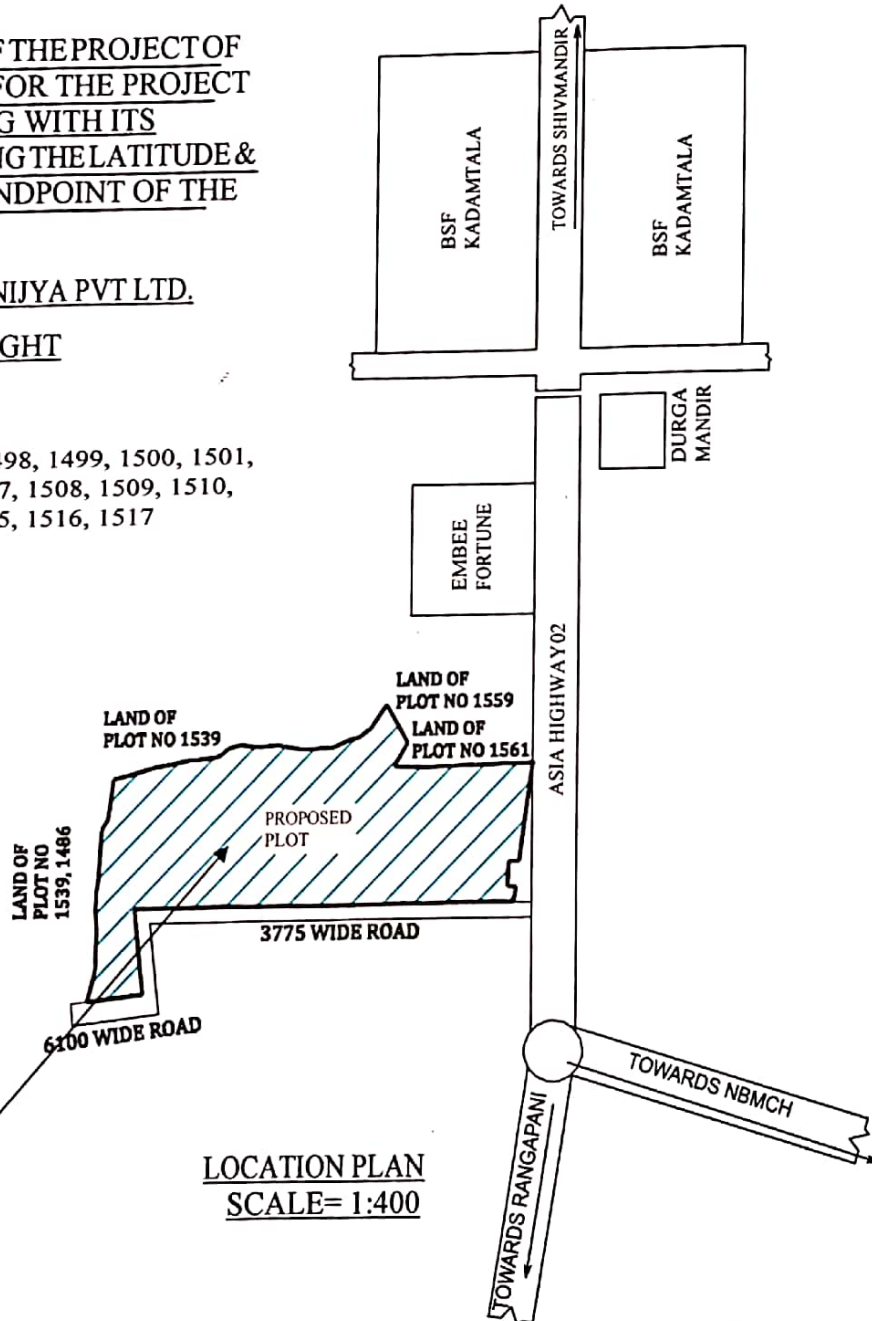 F THE PROJECT OF
FOR THE PROJECT
G WITH ITS
NG THE LATITUDE &
NDPOINT OF THE
NIJYA PVT LTD.
GHT
98, 1499, 1500, 1501,
7, 1508, 1509, 1510,
5, 1516, 1517
TOWARDS SHIVMANDIR
BSF
KADAMTALA
BSF
KADAMTALA
DURGA
MANDIR
EMBEE
FORTUNE
ASIA HIGHWAY 02
LAND OF
PLOT NO 1559
LAND OF
PLOT NO 1539
LAND OF
PLOT NO 1561
PROPOSED
PLOT
LAND OF
PLOT NO
1539, 1486
3775 WIDE ROAD
6100 WIDE ROAD
TOWARDS NBMCH
TOWARDS RANGAPANI
LOCATION PLAN
SCALE= 1:400